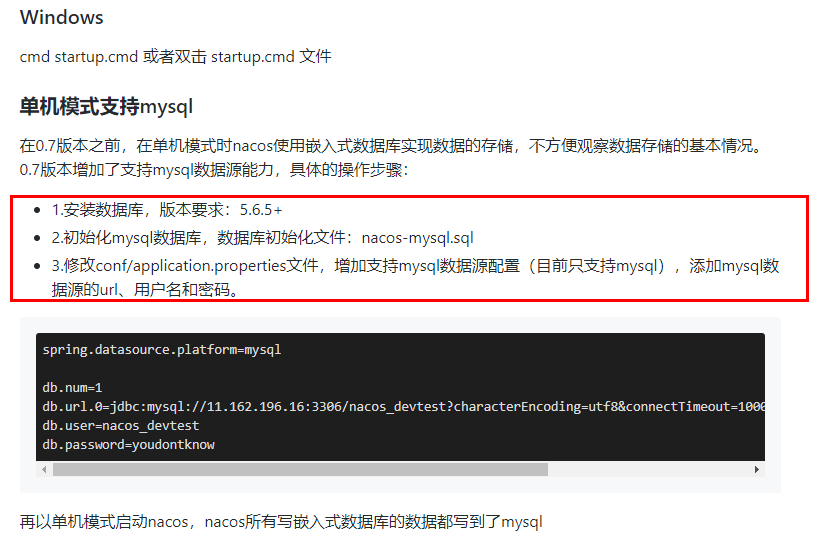 Windows
cmd startup.cmd 或者双击 startup.cmd 文件
单机模式支持mysql
在0.7版本之前，在单机模式时nacos使用嵌入式数据库实现数据的存储，不方便观察数据存储的基本情况。
0.7版本增加了支持mysql数据源能力，具体的操作步骤：
1.安装数据库，版本要求：5.6.5+
2.初始化mysql数据库，数据库初始化文件：nacos-mysql.sql
3.修改conf/application.properties文件，增加支持mysql数据源配置（目前只支持mysql），添加mysql数
据源的url、用户名和密码。
spring.datasource.platform=mysql
db.num=1
db.url.0=jdbc:mysql://11.162.196.16:3306/nacos_devtest?characterEncoding=utf8&connectTimeout=1000
db.user=nacos_devtest
db.password=youdontknow
再以单机模式启动nacos，nacos所有写嵌入式数据库的数据都写到了mysql